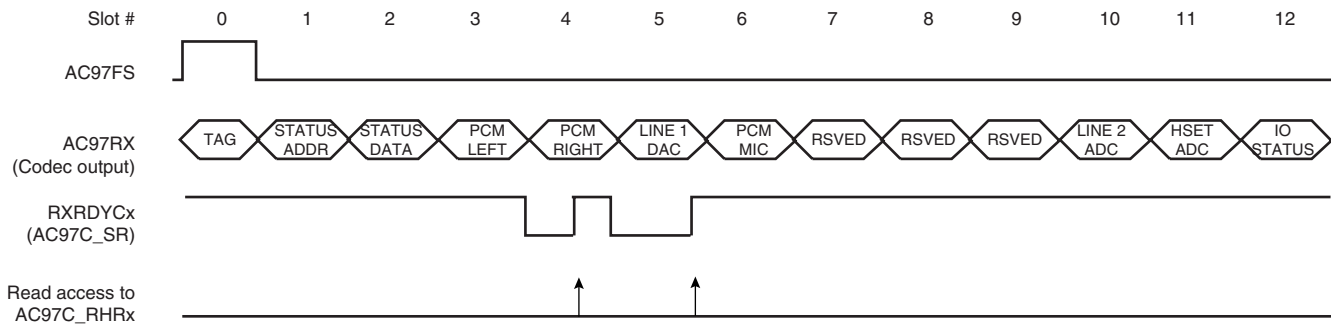 Slot # 0 1 2 3 4 5 6 7 8 9 10 11 12
AC97FS
AC97RX
(Codec output)
TAG
STATUS
ADDR
STATUS
DATA
PCM
LEFT
PCM
RIGHT
LINE 1
DAC
PCM
MIC
RSVED
RSVED
RSVED
LINE 2
ADC
HSET
ADC
IO
STATUS
RXRDYCx
(AC97C_SR)
Read access to
AC97C_RHRx